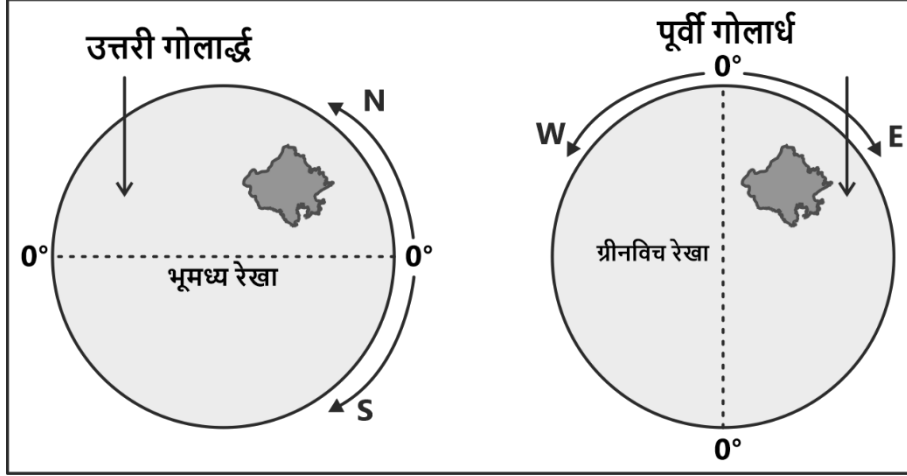 उत्तरी गोलार्द्ध
N
0°
0°
भूमध्य रेखा
S
पूर्वी गोलार्ध
0°
W
E
ग्रीनविच रेखा
0°